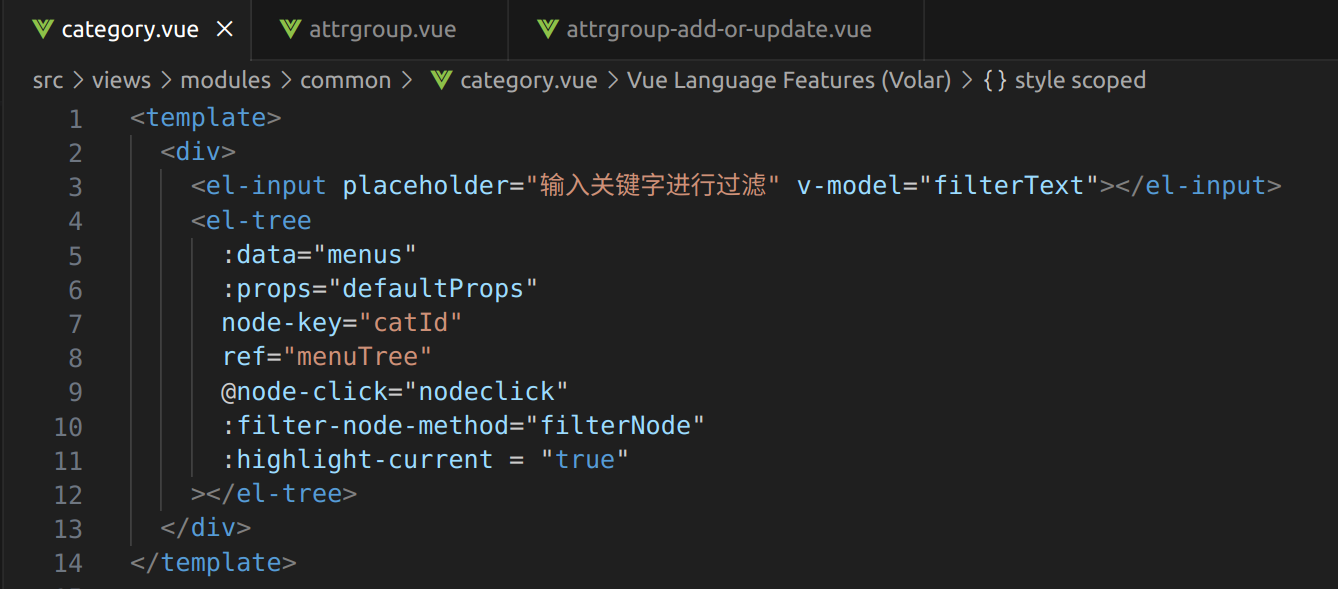 category.vue × attrgroup.vue attrgroup-add-or-update.vue
src > views > modules > common > category.vue > Vue Language Features (Volar) > {} style scoped
1 <template>
2 <div>
3 <el-input placeholder="输入关键字进行过滤" v-model="filterText"></el-input>
4 <el-tree
5 :data="menus"
6 :props="defaultProps"
7 node-key="catId"
8 ref="menuTree"
9 @node-click="nodeclick"
10 :filter-node-method="filterNode"
11 :highlight-current = "true"
12 ></el-tree>
13 </div>
14 </template>